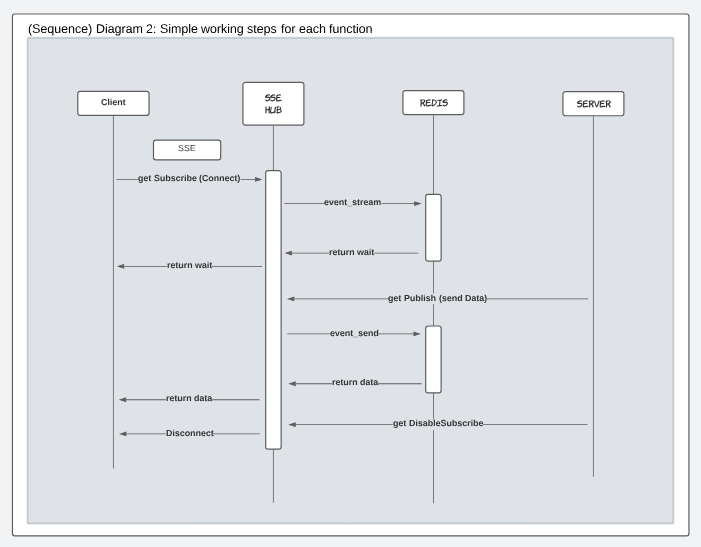 (Sequence) Diagram 2: Simple working steps for each function
Client
SSE
HUB
REDIS
SERVER
SSE
get Subscribe (Connect)
event_stream
return wait
return wait
get Publish (send Data)
event_send
return data
return data
get DisableSubscribe
Disconnect